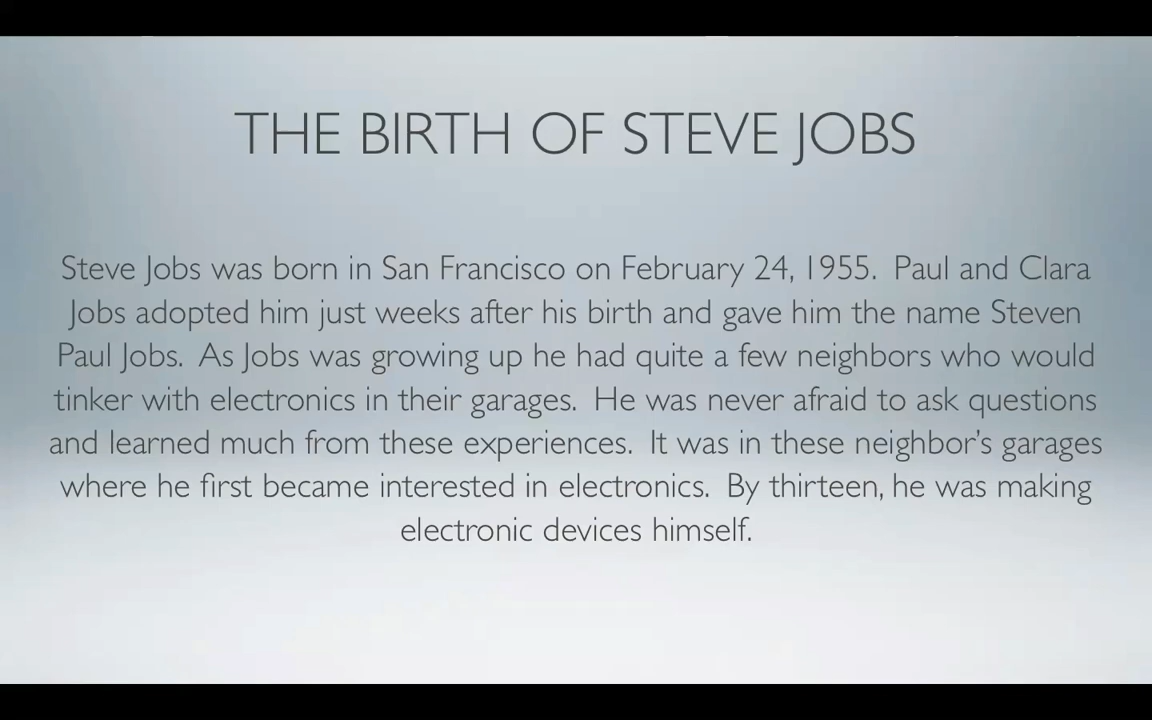 THE BIRTH OF STEVE JOBS
Steve Jobs was born in San Francisco on February 24, 1955.  Paul and Clara
Jobs adopted him just weeks after his birth and gave him the name Steven
Paul Jobs.  As Jobs was growing up he had quite a few neighbors who would
tinker with electronics in their garages.  He was never afraid to ask questions
and learned much from these experiences.  It was in these neighbor’s garages
where he first became interested in electronics.  By thirteen, he was making
electronic devices himself.